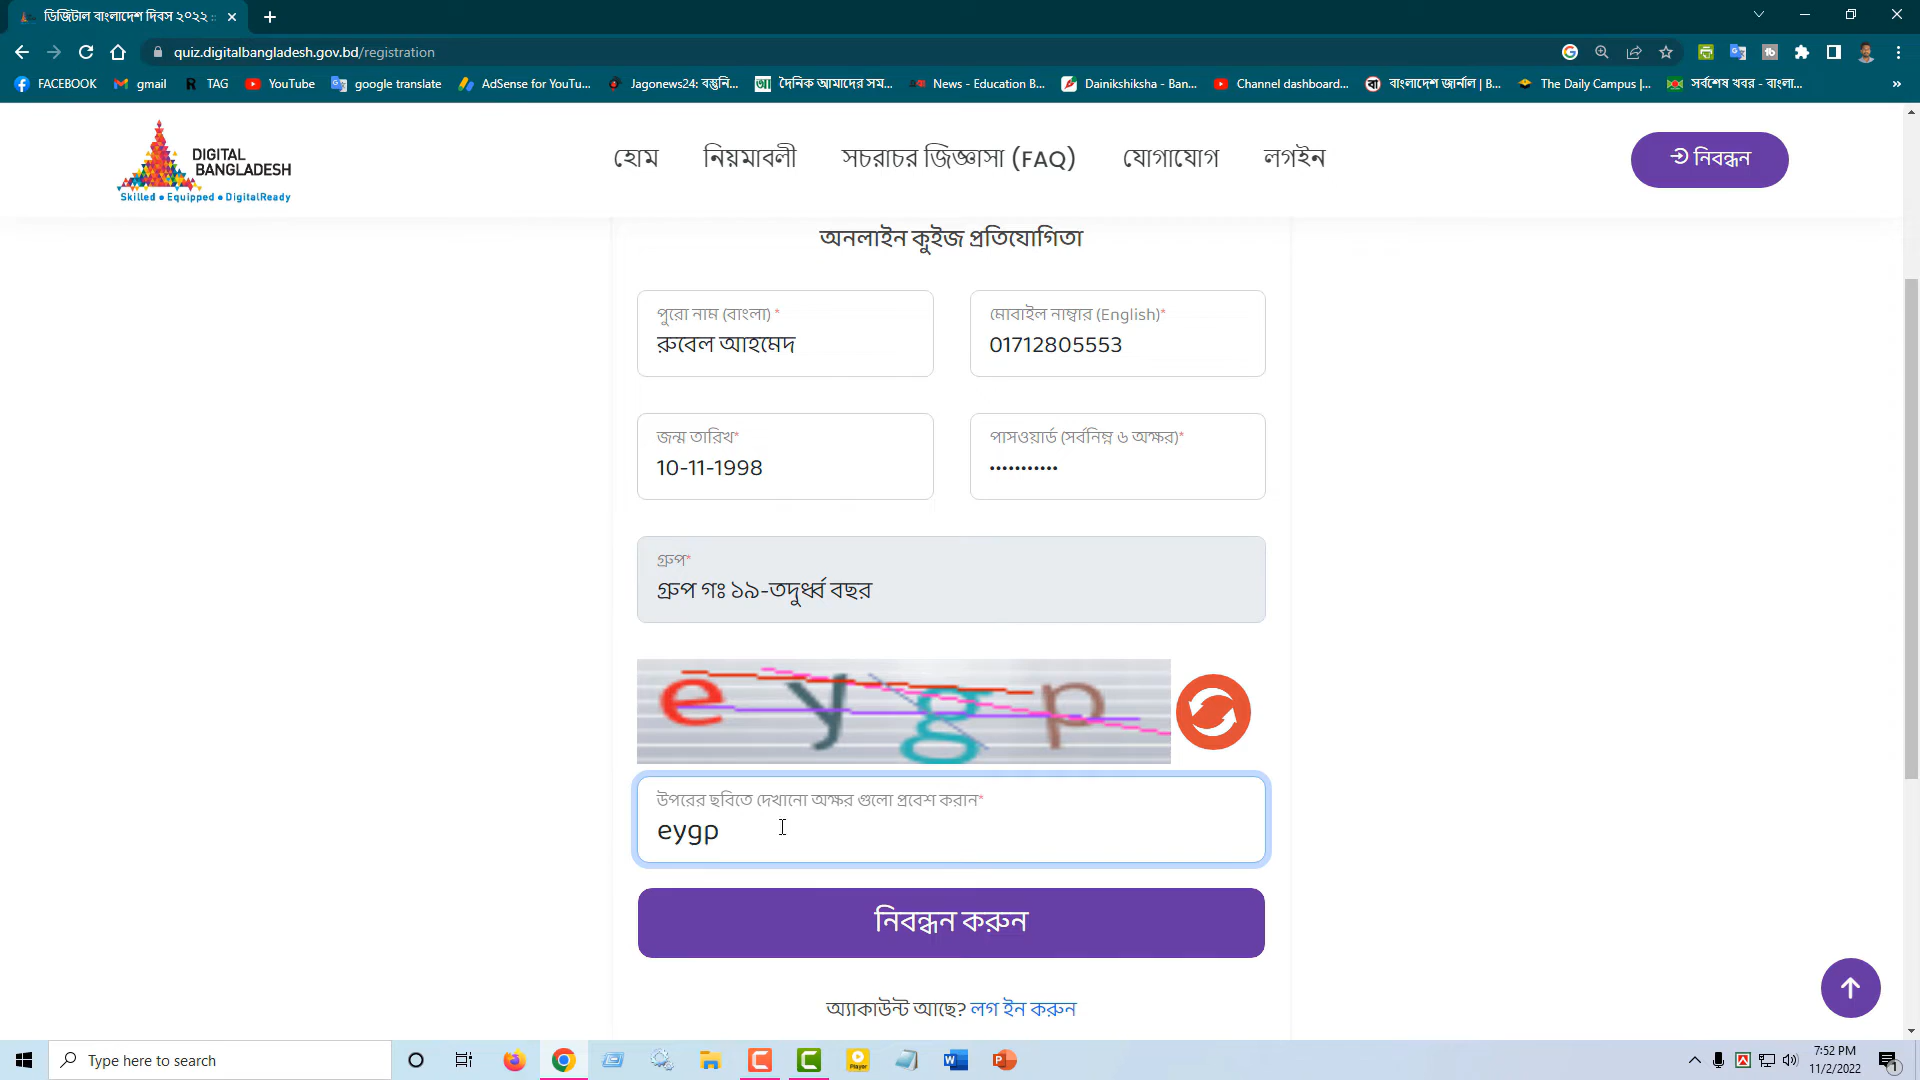 ডিজিটাল বাংলাদেশ দিবস ২০২২ ::
quiz.digitalbangladesh.gov.bd/registration
FACEBOOK gmail TAG YouTube google translate AdSense for YouTu... Jagonews24: বস্তুনি... দৈনিক আমাদের সম... News - Education B... Dainikshiksha - Ban... Channel dashboard... বাংলাদেশ জার্নাল | B... The Daily Campus |... সর্বশেষ খবর - বাংলা... »
DIGITAL
BANGLADESH
Skilled • Equipped • DigitalReady
হোম নিয়মাবলী সচরাচর জিজ্ঞাসা (FAQ) যোগাযোগ লগইন নিবন্ধন
অনলাইন কুইজ প্রতিযোগিতা
পুরো নাম (বাংলা) * মোবাইল নাম্বার (English)*
রুবেল আহমেদ 01712805553
জন্ম তারিখ* পাসওয়ার্ড (সর্বনিম্ন ৬ অক্ষর)*
10-11-1998 •••••••••••
গ্রুপ*
গ্রুপ গঃ ১৯-তদুর্ধ্ব বছর
e y g p
উপরের ছবিতে দেখানো অক্ষর গুলো প্রবেশ করান*
eygp
নিবন্ধন করুন
অ্যাকাউন্ট আছে? লগ ইন করুন
Type here to search
7:52 PM
11/2/2022